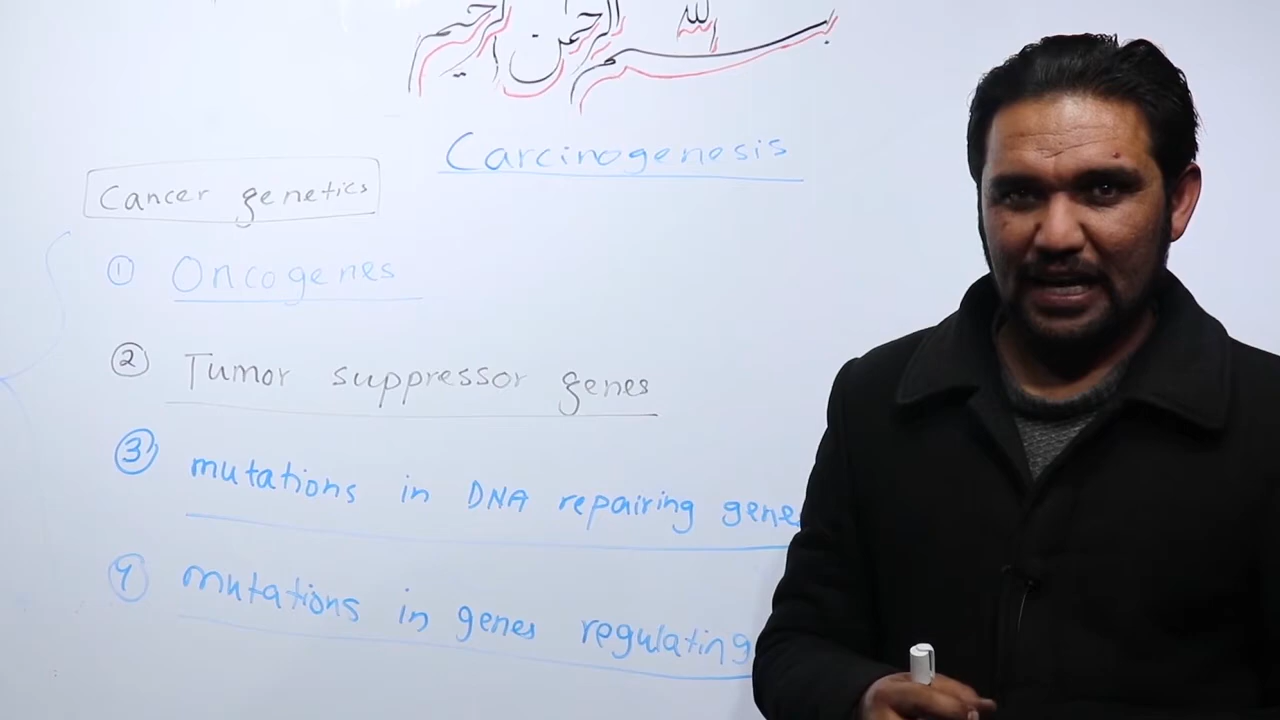 بسم الله الرحمن الرحيم
Carcinogenesis
Cancer genetics
① Oncogenes
② Tumor suppressor genes
③ mutations in DNA repairing genes
④ mutations in genes regulating